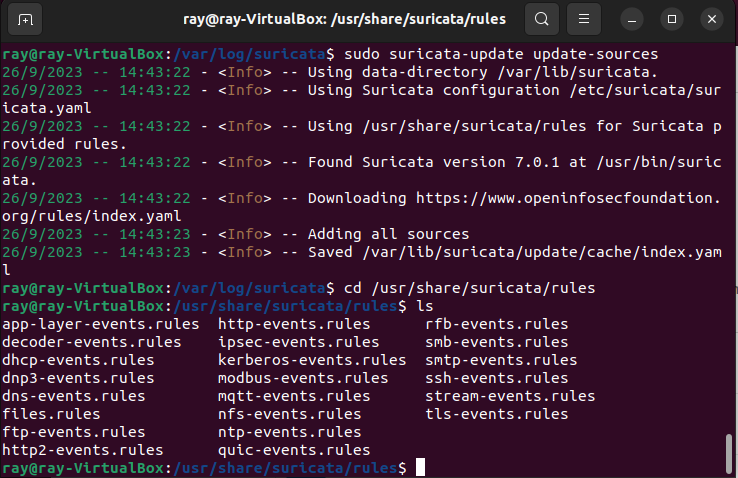 ray@ray-VirtualBox: /usr/share/suricata/rules
ray@ray-VirtualBox:/var/log/suricata$ sudo suricata-update update-sources
26/9/2023 -- 14:43:22 - <Info> -- Using data-directory /var/lib/suricata.
26/9/2023 -- 14:43:22 - <Info> -- Using Suricata configuration /etc/suricata/sur
icata.yaml
26/9/2023 -- 14:43:22 - <Info> -- Using /usr/share/suricata/rules for Suricata p
rovided rules.
26/9/2023 -- 14:43:22 - <Info> -- Found Suricata version 7.0.1 at /usr/bin/suric
ata.
26/9/2023 -- 14:43:22 - <Info> -- Downloading https://www.openinfosecfoundation.
org/rules/index.yaml
26/9/2023 -- 14:43:23 - <Info> -- Adding all sources
26/9/2023 -- 14:43:23 - <Info> -- Saved /var/lib/suricata/update/cache/index.yam
l
ray@ray-VirtualBox:/var/log/suricata$ cd /usr/share/suricata/rules
ray@ray-VirtualBox:/usr/share/suricata/rules$ ls
app-layer-events.rules  http-events.rules      rfb-events.rules
decoder-events.rules    ipsec-events.rules     smb-events.rules
dhcp-events.rules       kerberos-events.rules  smtp-events.rules
dnp3-events.rules       modbus-events.rules    ssh-events.rules
dns-events.rules        mqtt-events.rules      stream-events.rules
files.rules             nfs-events.rules       tls-events.rules
ftp-events.rules        ntp-events.rules
http2-events.rules      quic-events.rules
ray@ray-VirtualBox:/usr/share/suricata/rules$